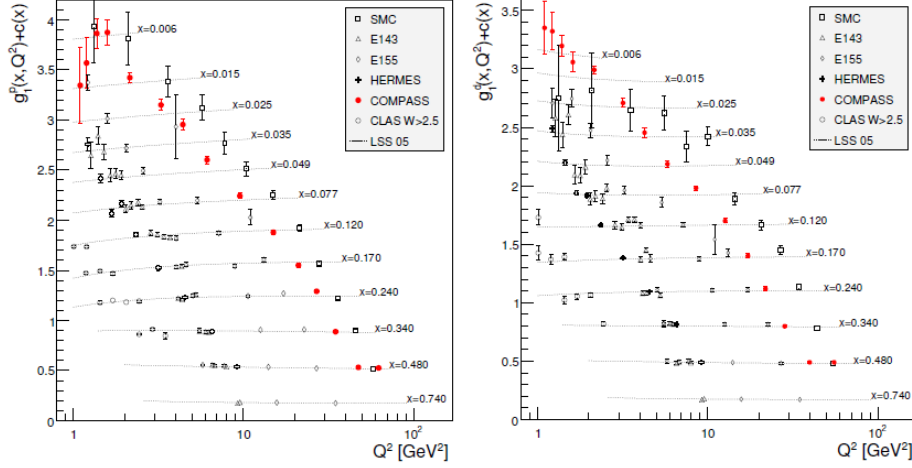 g₁ᵖ(x,Q²)+c(x)
4
3.5
3
2.5
2
1.5
1
0.5
0
x=0.006
x=0.015
x=0.025
x=0.035
x=0.049
x=0.077
x=0.120
x=0.170
x=0.240
x=0.340
x=0.480
x=0.740
SMC
E143
E155
HERMES
COMPASS
CLAS W>2.5
LSS 05
1
10
10²
Q² [GeV²]
g₁ᵈ(x,Q²)+c(x)
3.5
3
2.5
2
1.5
1
0.5
0
x=0.006
x=0.015
x=0.025
x=0.035
x=0.049
x=0.077
x=0.120
x=0.170
x=0.240
x=0.340
x=0.480
x=0.740
SMC
E143
E155
HERMES
COMPASS
CLAS W>2.5
LSS 05
1
10
10²
Q² [GeV²]